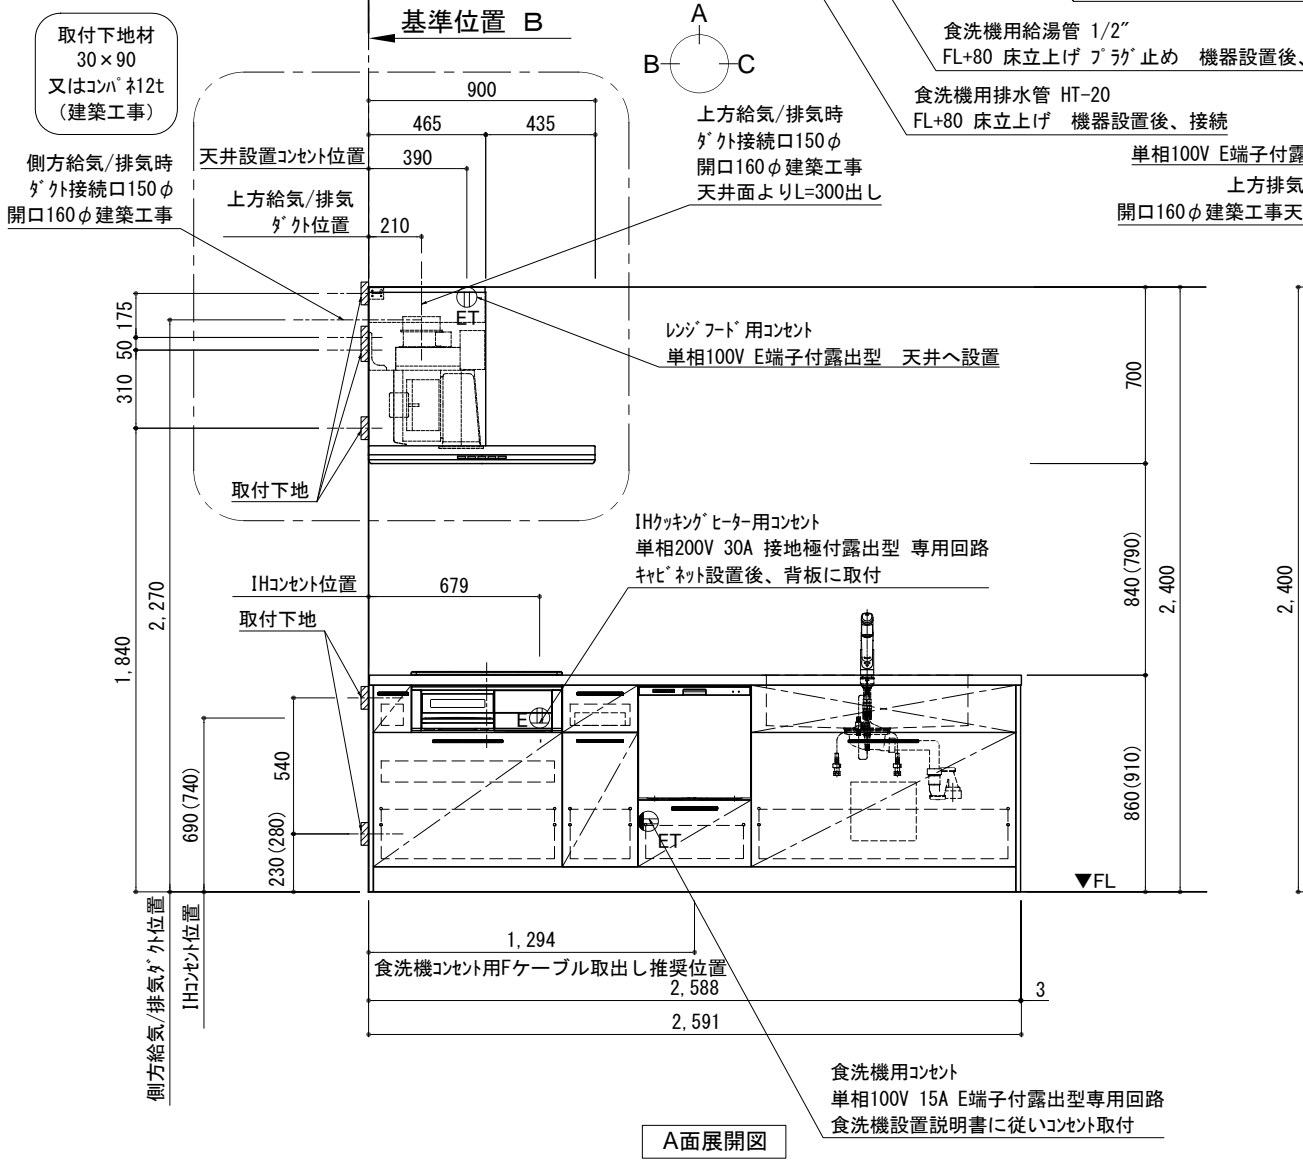 取付下地材
30×90
又はｺﾝﾊﾟﾈ12t
(建築工事)
基準位置 B
A
B
C
食洗機用給湯管 1/2″
FL+80 床立上げ ﾌﾟﾗｸﾞ止め 機器設置後、
食洗機用排水管 HT-20
FL+80 床立上げ 機器設置後、接続
単相100V E端子付露
上方排気
開口160φ建築工事天
側方給気/排気時
ﾀﾞｸﾄ接続口150φ
開口160φ建築工事
900
465
435
天井設置ｺﾝｾﾝﾄ位置
390
上方給気/排気
ﾀﾞｸﾄ位置
210
上方給気/排気時
ﾀﾞｸﾄ接続口150φ
開口160φ建築工事
天井面よりL=300出し
ET
ﾚﾝｼﾞﾌｰﾄﾞ用ｺﾝｾﾝﾄ
単相100V E端子付露出型 天井へ設置
175
50
310
取付下地
700
IHｸｯｷﾝｸﾞﾋｰﾀｰ用ｺﾝｾﾝﾄ
単相200V 30A 接地極付露出型 専用回路
ｷｬﾋﾞﾈｯﾄ設置後、背板に取付
IHｺﾝｾﾝﾄ位置
679
取付下地
2,270
1,840
840(790)
2,400
2,400
E
540
690(740)
230(280)
860(910)
ET
▼FL
側方給気/排気ﾀﾞｸﾄ位置
IHｺﾝｾﾝﾄ位置
1,294
食洗機ｺﾝｾﾝﾄ用Fケーブル取出し推奨位置
2,588
3
2,591
食洗機用ｺﾝｾﾝﾄ
単相100V 15A E端子付露出型専用回路
食洗機設置説明書に従いｺﾝｾﾝﾄ取付
A面展開図